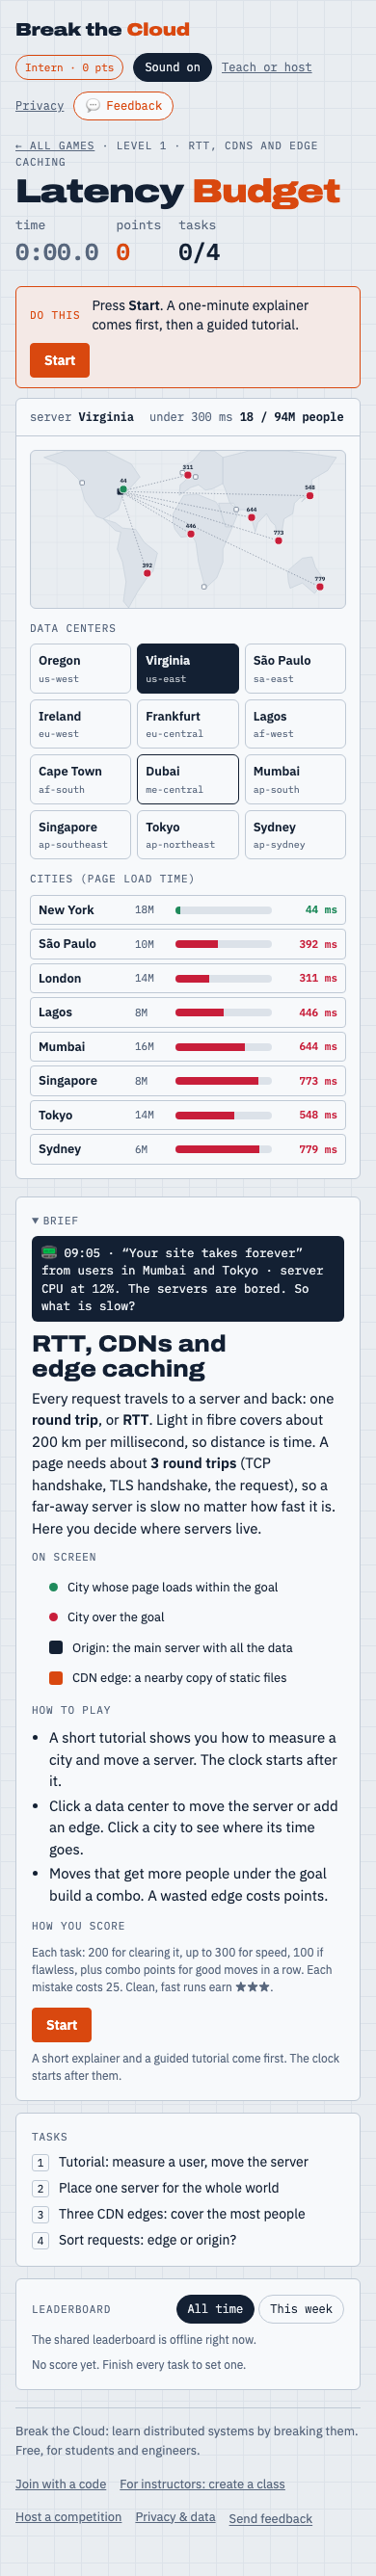 Break the Cloud
Intern · 0 pts
Sound on
Teach or host
Privacy
💬 Feedback
← ALL GAMES · LEVEL 1 · RTT, CDNS AND EDGE
CACHING
Latency Budget
time points tasks
0:00.0 0 0/4
DO THIS
Press Start. A one-minute explainer
comes first, then a guided tutorial.
Start
server Virginia under 300 ms 18 / 94M people
44
311
548
644
446
773
392
779
DATA CENTERS
Oregon Virginia São Paulo
us-west us-east sa-east
Ireland Frankfurt Lagos
eu-west eu-central af-west
Cape Town Dubai Mumbai
af-south me-central ap-south
Singapore Tokyo Sydney
ap-southeast ap-northeast ap-sydney
CITIES (PAGE LOAD TIME)
New York 18M 44 ms
São Paulo 10M 392 ms
London 14M 311 ms
Lagos 8M 446 ms
Mumbai 16M 644 ms
Singapore 8M 773 ms
Tokyo 14M 548 ms
Sydney 6M 779 ms
▾ BRIEF
📟 09:05 · “Your site takes forever”
from users in Mumbai and Tokyo · server
CPU at 12%. The servers are bored. So
what is slow?
RTT, CDNs and
edge caching
Every request travels to a server and back: one
round trip, or RTT. Light in fibre covers about
200 km per millisecond, so distance is time. A
page needs about 3 round trips (TCP
handshake, TLS handshake, the request), so a
far-away server is slow no matter how fast it is.
Here you decide where servers live.
ON SCREEN
City whose page loads within the goal
City over the goal
Origin: the main server with all the data
CDN edge: a nearby copy of static files
HOW TO PLAY
• A short tutorial shows you how to measure a
city and move a server. The clock starts after
it.
• Click a data center to move the server or add
an edge. Click a city to see where its time
goes.
• Moves that get more people under the goal
build a combo. A wasted edge costs points.
HOW YOU SCORE
Each task: 200 for clearing it, up to 300 for speed, 100 if
flawless, plus combo points for good moves in a row. Each
mistake costs 25. Clean, fast runs earn ★★★.
Start
A short explainer and a guided tutorial come first. The clock
starts after them.
TASKS
1 Tutorial: measure a user, move the server
2 Place one server for the whole world
3 Three CDN edges: cover the most people
4 Sort requests: edge or origin?
LEADERBOARD All time This week
The shared leaderboard is offline right now.
No score yet. Finish every task to set one.
Break the Cloud: learn distributed systems by breaking them.
Free, for students and engineers.
Join with a code For instructors: create a class
Host a competition Privacy & data Send feedback